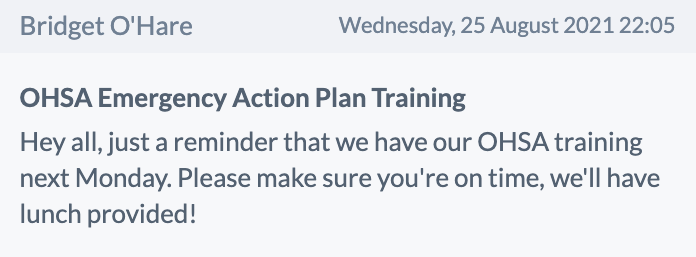 Bridget O'Hare
Wednesday, 25 August 2021 22:05
OHSA Emergency Action Plan Training
Hey all, just a reminder that we have our OHSA training
next Monday. Please make sure you're on time, we'll have
lunch provided!